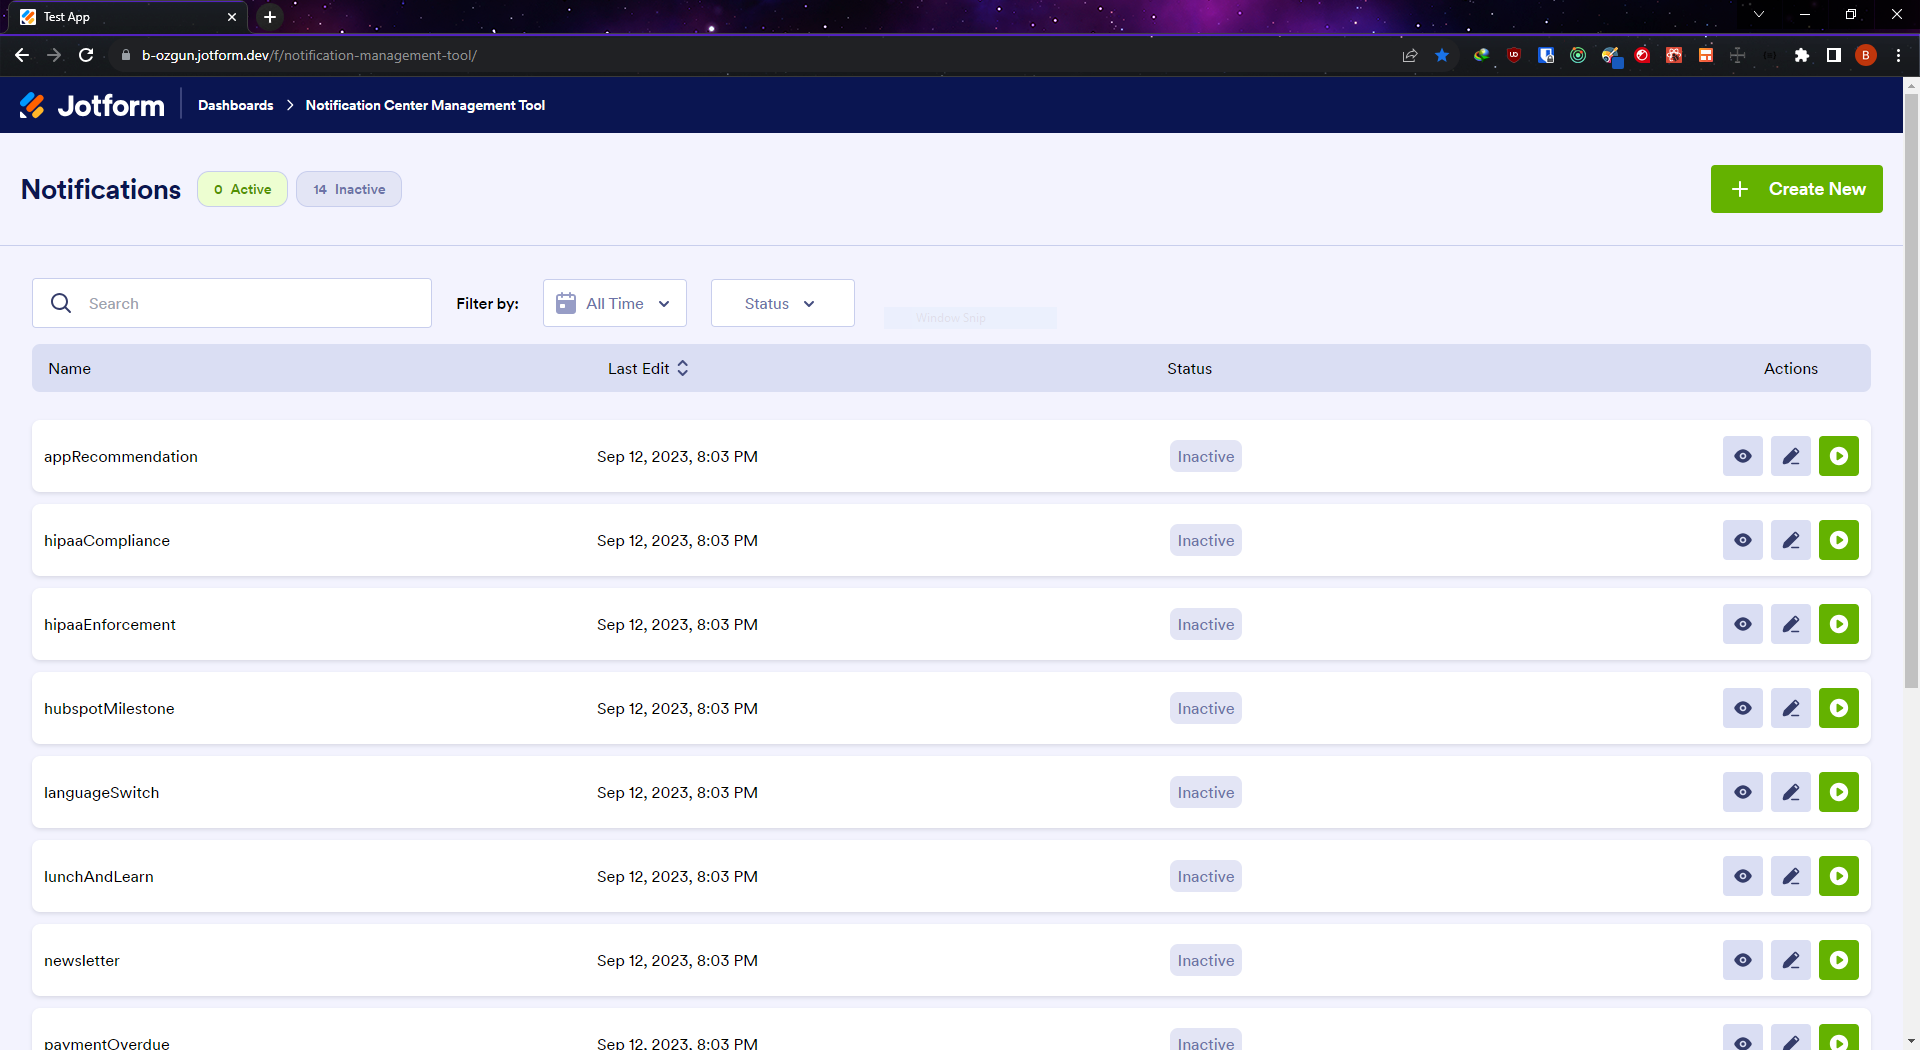 Test App
b-ozgun.jotform.dev/f/notification-management-tool/
B
Jotform
Dashboards > Notification Center Management Tool
Notifications
0 Active
14 Inactive
+ Create New
Search
Filter by:
All Time
Status
Window Snip
Name Last Edit Status Actions
appRecommendation Sep 12, 2023, 8:03 PM Inactive
hipaaCompliance Sep 12, 2023, 8:03 PM Inactive
hipaaEnforcement Sep 12, 2023, 8:03 PM Inactive
hubspotMilestone Sep 12, 2023, 8:03 PM Inactive
languageSwitch Sep 12, 2023, 8:03 PM Inactive
lunchAndLearn Sep 12, 2023, 8:03 PM Inactive
newsletter Sep 12, 2023, 8:03 PM Inactive
paymentOverdue Sep 12, 2023, 8:03 PM Inactive